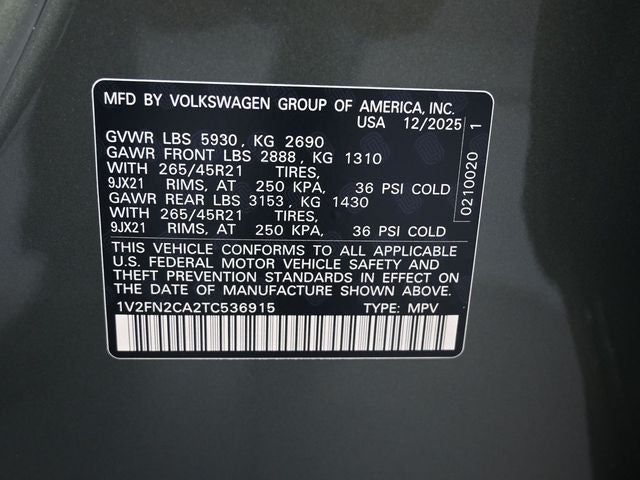 MFD BY VOLKSWAGEN GROUP OF AMERICA, INC.
USA 12/2025
GVWR LBS 5930, KG 2690
GAWR FRONT LBS 2888, KG 1310
WITH 265/45R21 TIRES,
9JX21 RIMS, AT 250 KPA, 36 PSI COLD
GAWR REAR LBS 3153, KG 1430
WITH 265/45R21 TIRES,
9JX21 RIMS, AT 250 KPA, 36 PSI COLD
THIS VEHICLE CONFORMS TO ALL APPLICABLE
U.S. FEDERAL MOTOR VEHICLE SAFETY AND
THEFT PREVENTION STANDARDS IN EFFECT ON
THE DATE OF MANUFACTURE SHOWN ABOVE.
1V2FN2CA2TC536915 TYPE: MPV
0210020 1